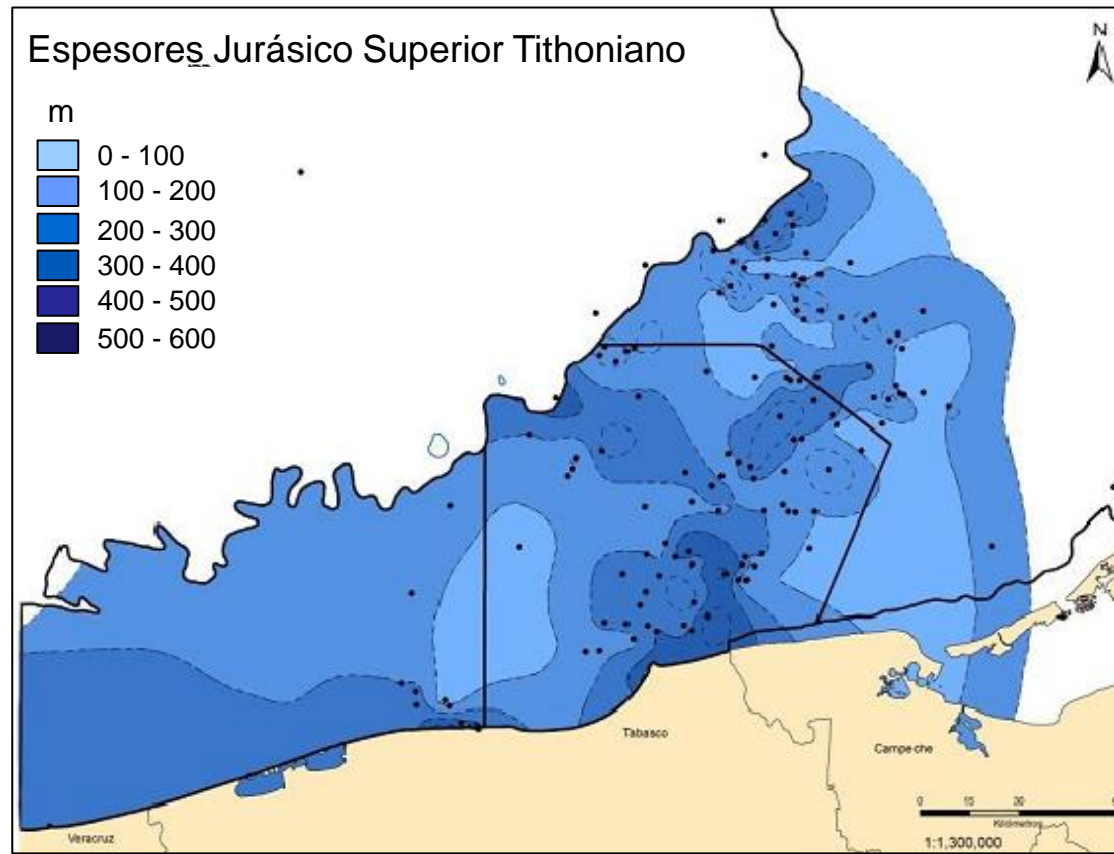 Espesores Jurásico Superior Tithoniano
N
m
0 - 100
100 - 200
200 - 300
300 - 400
400 - 500
500 - 600
Tabasco
Campeche
Veracruz
0 15 30
Kilómetros
1:1,300,000